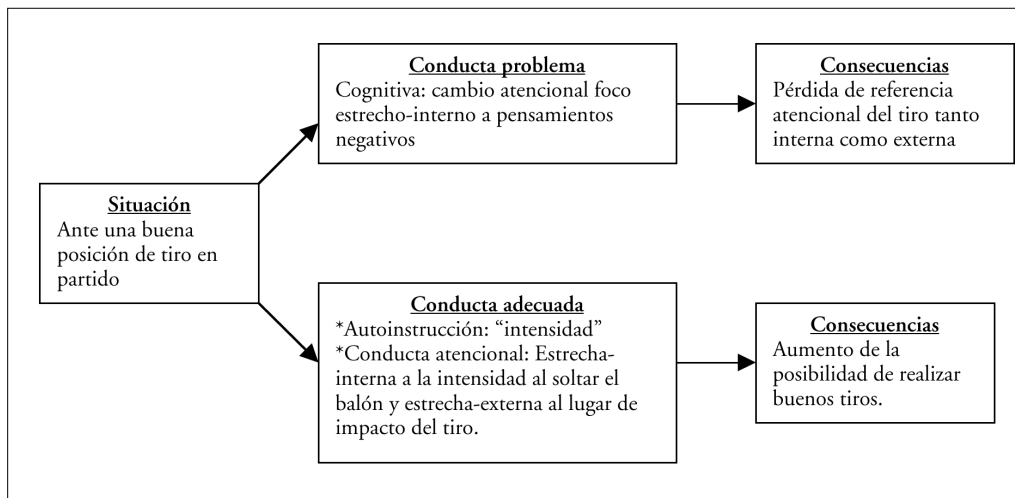 Situación
Ante una buena
posición de tiro en
partido
Conducta problema
Cognitiva: cambio atencional foco
estrecho-interno a pensamientos
negativos
Consecuencias
Pérdida de referencia
atencional del tiro tanto
interna como externa
Conducta adecuada
*Autoinstrucción: “intensidad”
*Conducta atencional: Estrecha-
interna a la intensidad al soltar el
balón y estrecha-externa al lugar de
impacto del tiro.
Consecuencias
Aumento de la
posibilidad de realizar
buenos tiros.